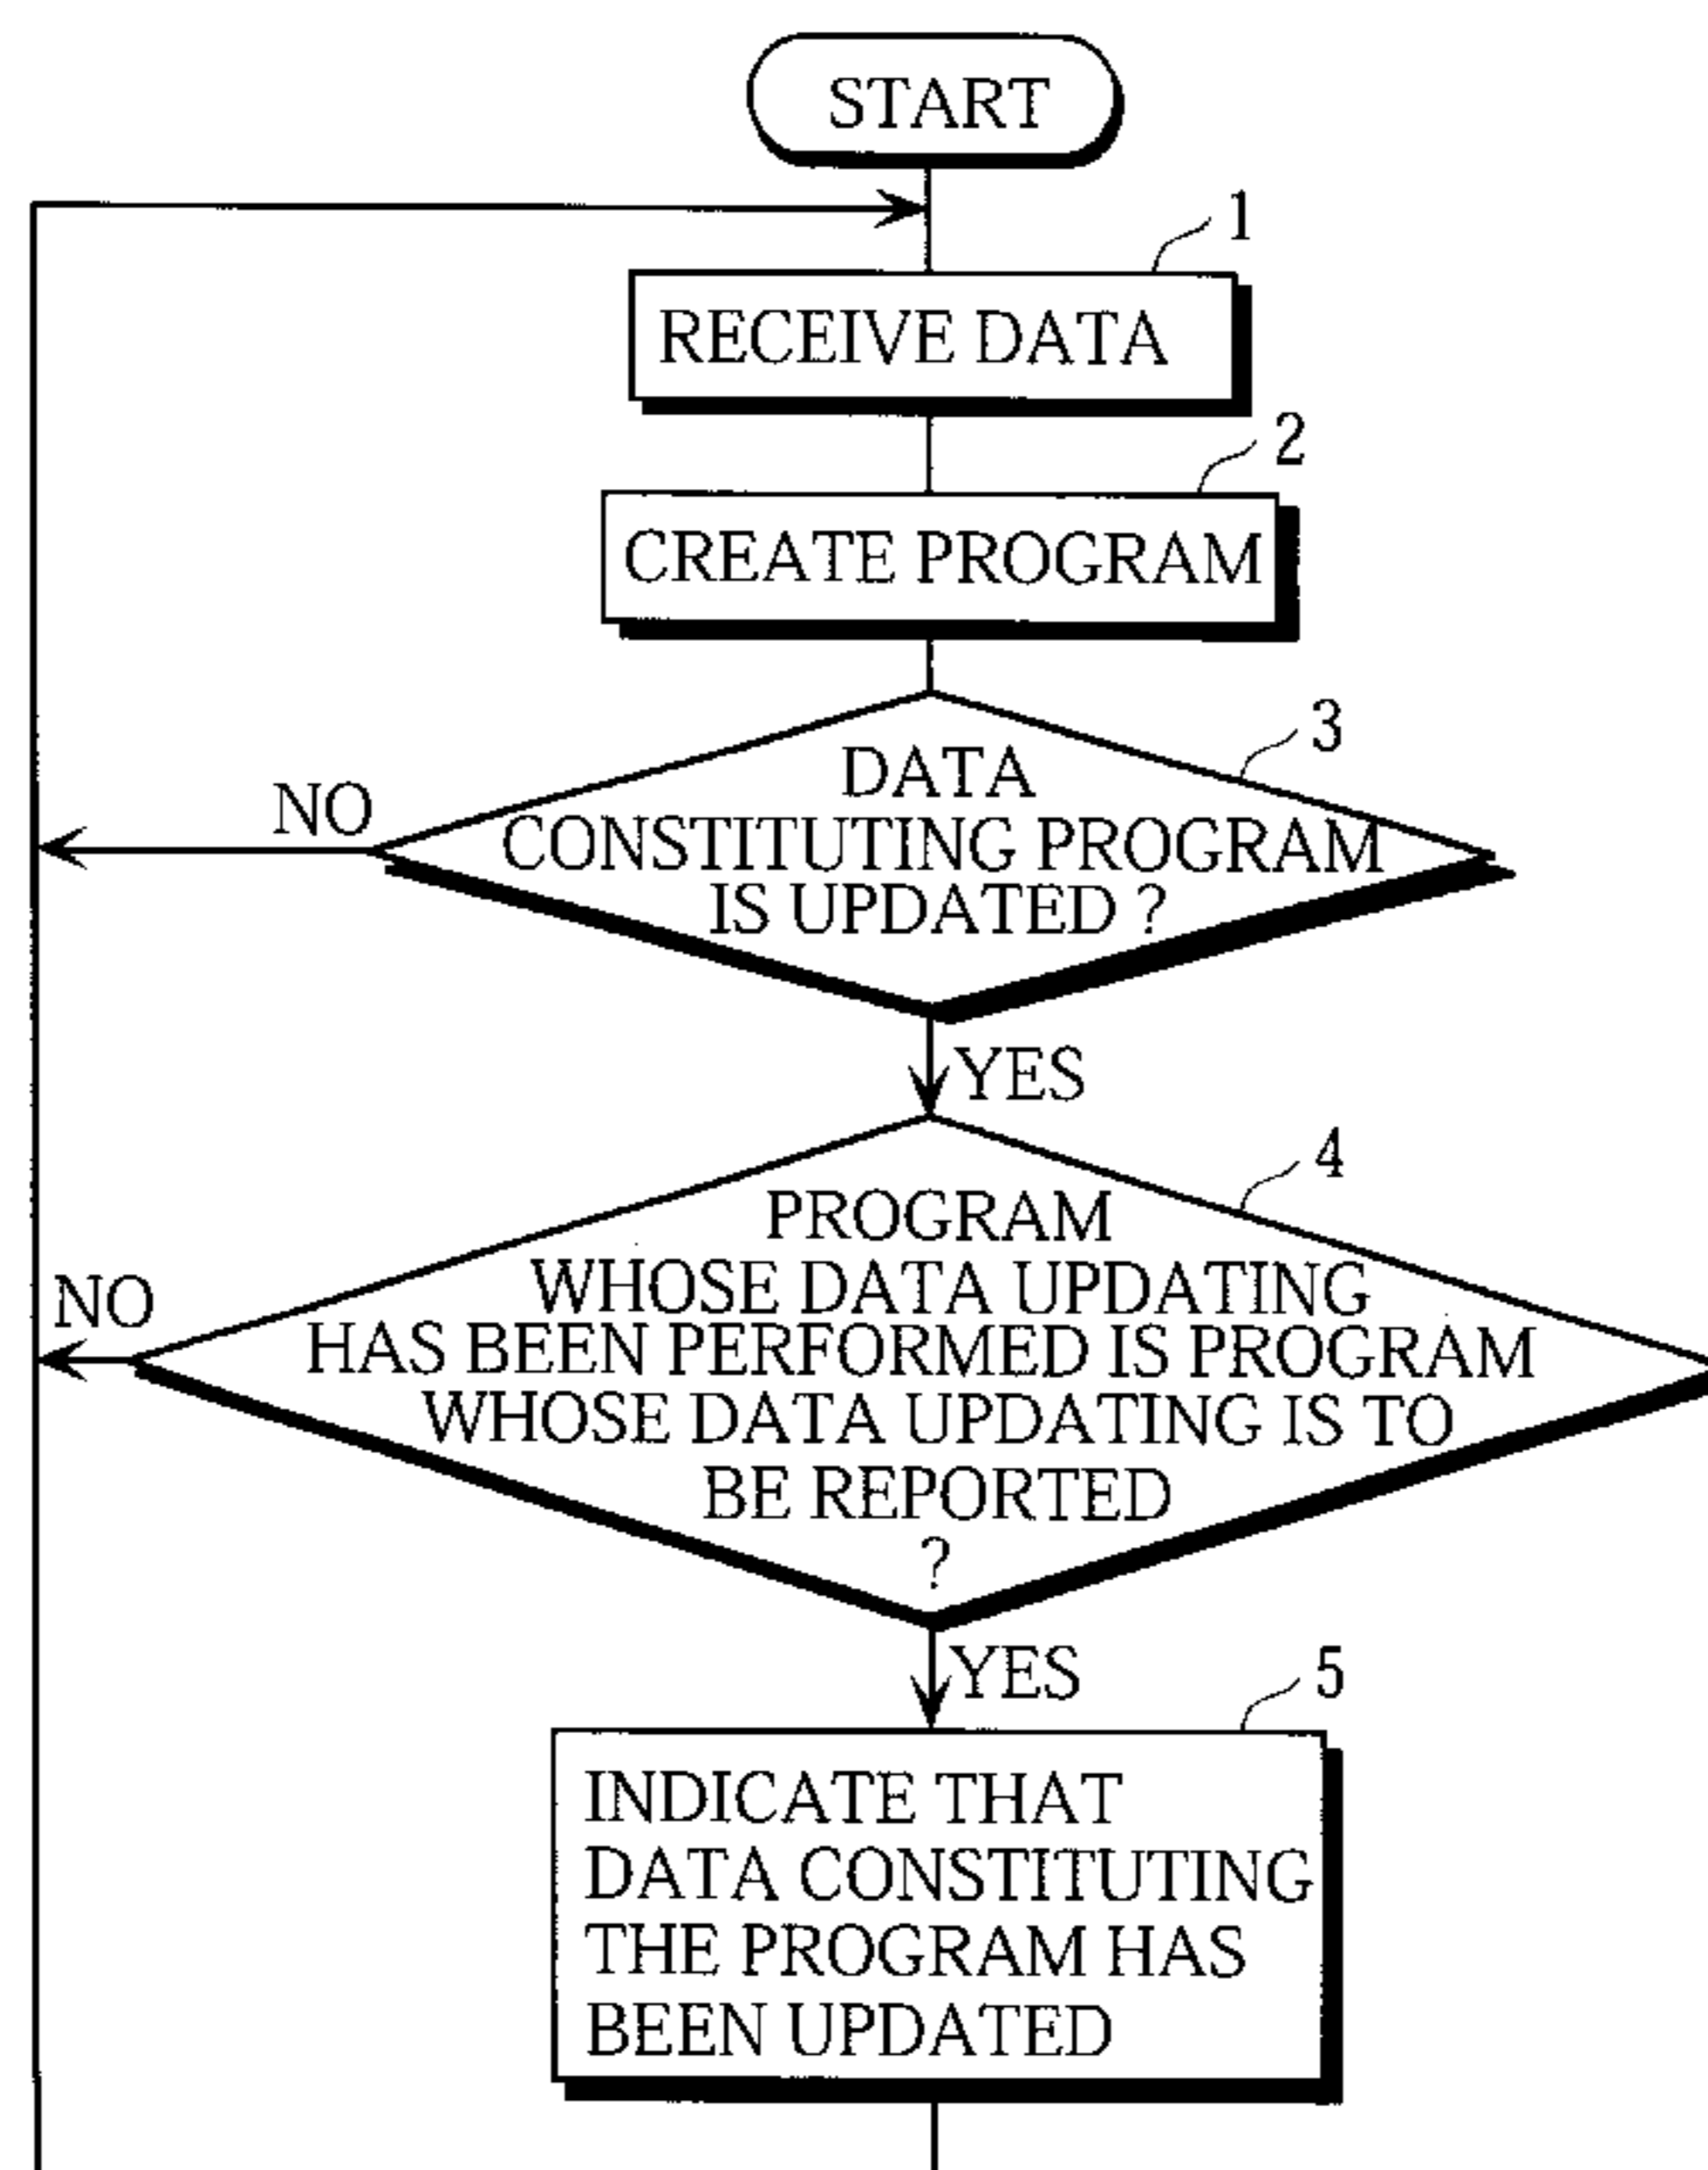 START
1
RECEIVE DATA
2
CREATE PROGRAM
3
DATA
CONSTITUTING PROGRAM
IS UPDATED ?
NO
YES
4
PROGRAM
WHOSE DATA UPDATING
HAS BEEN PERFORMED IS PROGRAM
WHOSE DATA UPDATING IS TO
BE REPORTED
?
NO
YES
5
INDICATE THAT
DATA CONSTITUTING
THE PROGRAM HAS
BEEN UPDATED